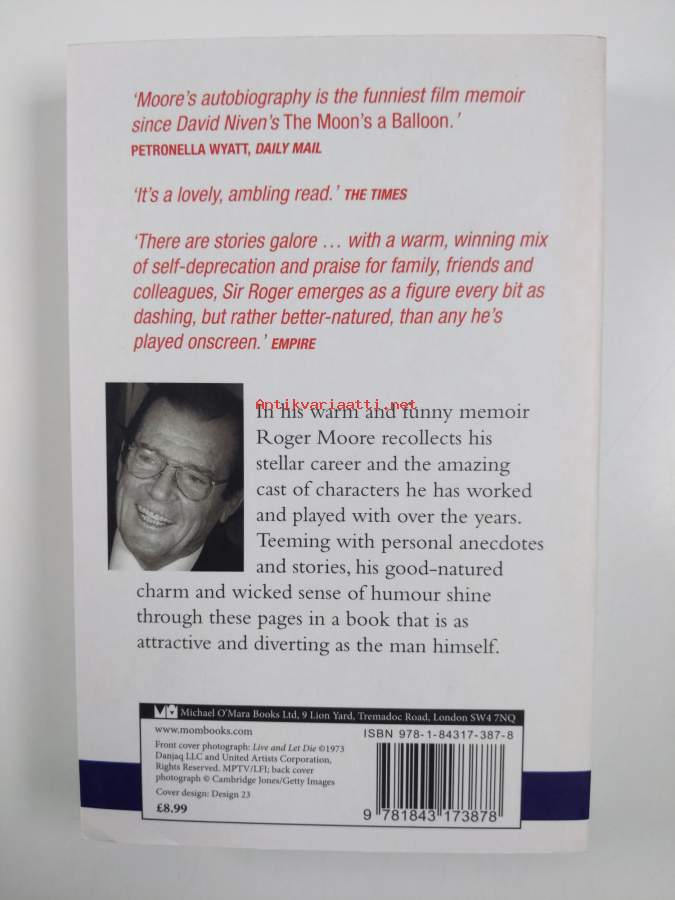 ‘Moore’s autobiography is the funniest film memoir
since David Niven’s The Moon’s a Balloon.’
PETRONELLA WYATT, DAILY MAIL
‘It’s a lovely, ambling read.’ THE TIMES
‘There are stories galore … with a warm, winning mix
of self-deprecation and praise for family, friends and
colleagues, Sir Roger emerges as a figure every bit as
dashing, but rather better-natured, than any he’s
played onscreen.’ EMPIRE
Antikvariaatti.net
In his warm and funny memoir
Roger Moore recollects his
stellar career and the amazing
cast of characters he has worked
and played with over the years.
Teeming with personal anecdotes
and stories, his good-natured
charm and wicked sense of humour shine
through these pages in a book that is as
attractive and diverting as the man himself.
Michael O’Mara Books Ltd, 9 Lion Yard, Tremadoc Road, London SW4 7NQ
www.mombooks.com
Front cover photograph: Live and Let Die ©1973
Danjaq LLC and United Artists Corporation,
Rights Reserved. MPTV/LFI; back cover
photograph © Cambridge Jones/Getty Images
Cover design: Design 23
£8.99
ISBN 978-1-84317-387-8
9 781843 173878